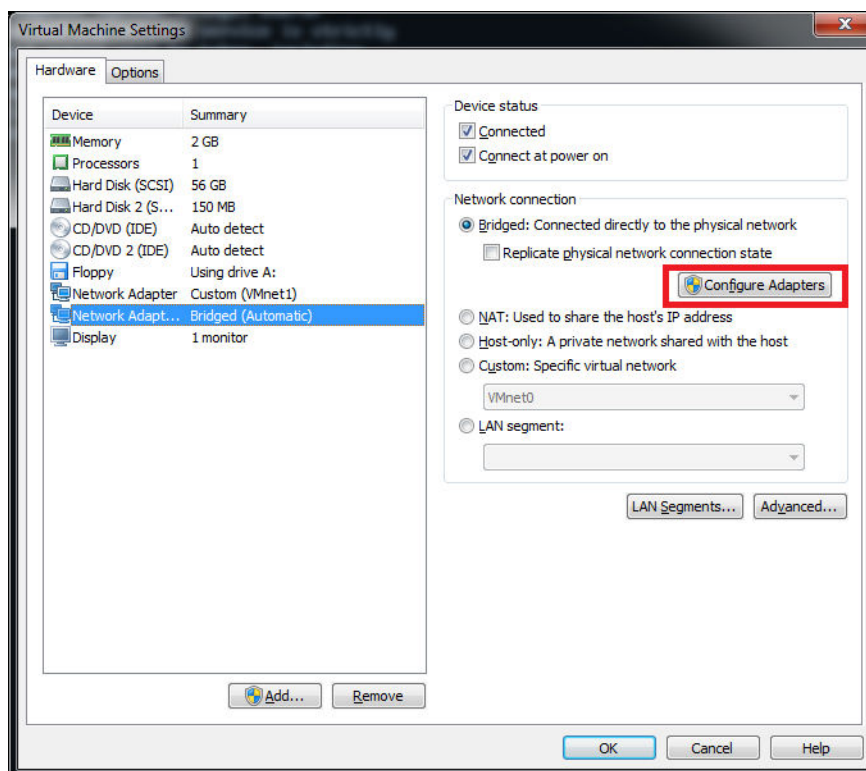 Virtual Machine Settings
Hardware Options
Device Summary
Memory 2 GB
Processors 1
Hard Disk (SCSI) 56 GB
Hard Disk 2 (S... 150 MB
CD/DVD (IDE) Auto detect
CD/DVD 2 (IDE) Auto detect
Floppy Using drive A:
Network Adapter Custom (VMnet1)
Network Adapt... Bridged (Automatic)
Display 1 monitor
Add... Remove
Device status
Connected
Connect at power on
Network connection
Bridged: Connected directly to the physical network
Replicate physical network connection state
Configure Adapters
NAT: Used to share the host's IP address
Host-only: A private network shared with the host
Custom: Specific virtual network
VMnet0
LAN segment:
LAN Segments... Advanced...
OK Cancel Help